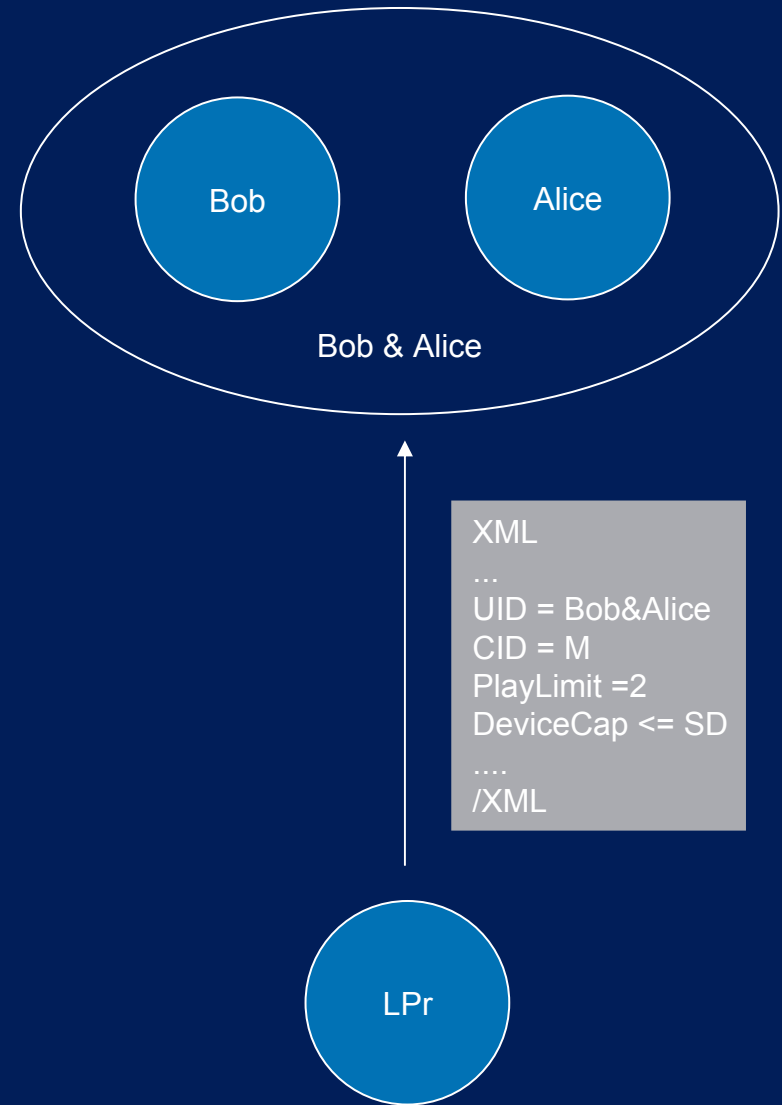 Bob
Alice
Bob & Alice
XML
...
UID = Bob&Alice
CID = M
PlayLimit =2
DeviceCap <= SD
....
/XML
LPr